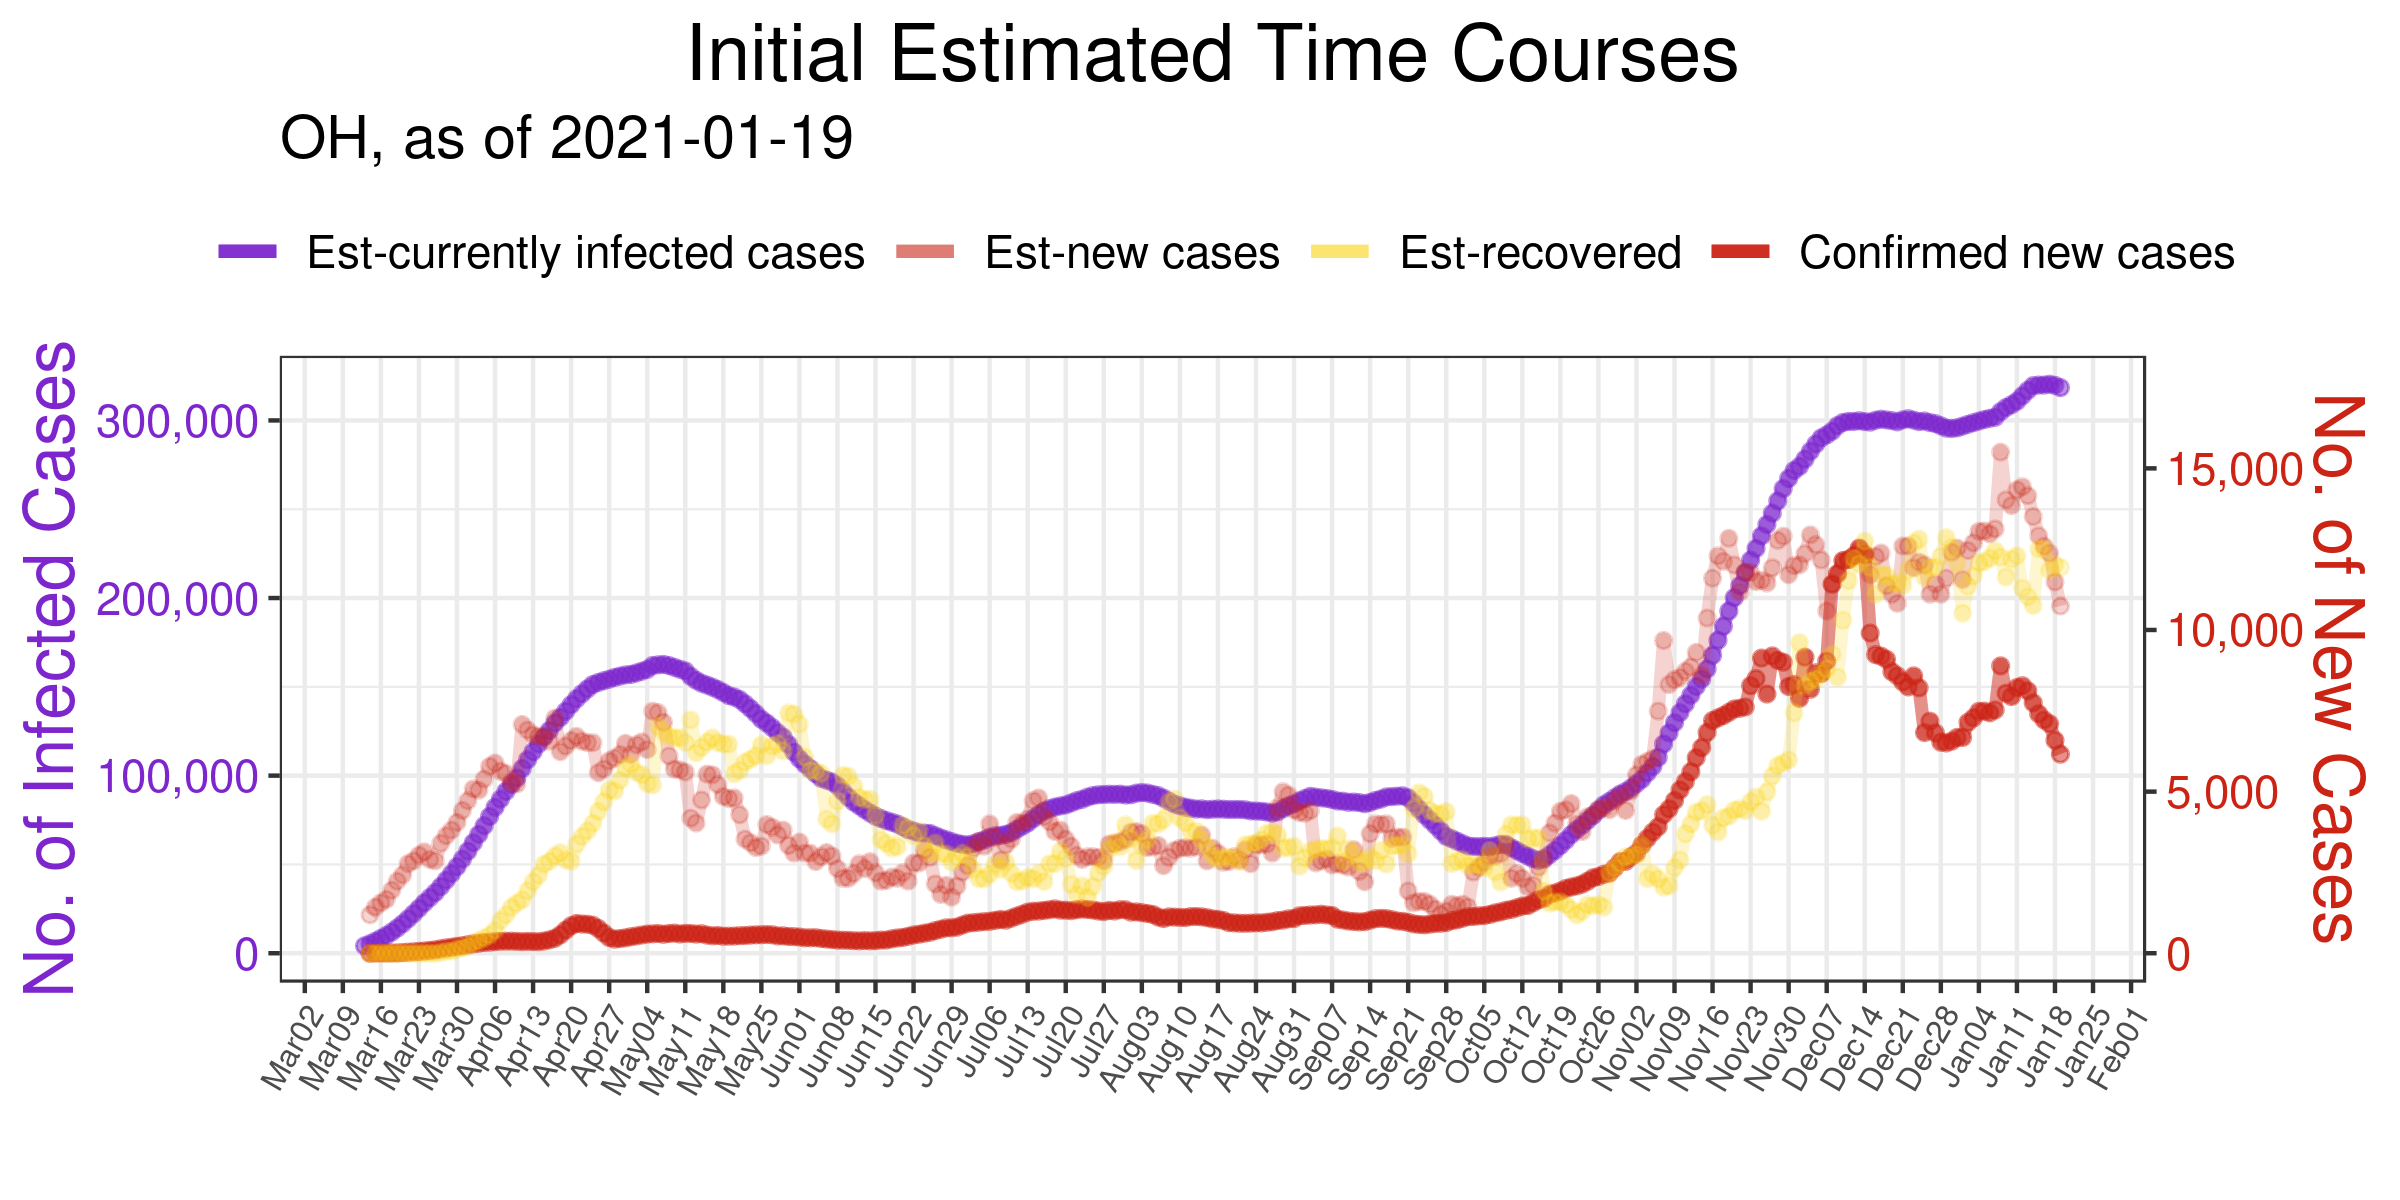 Initial Estimated Time Courses
OH, as of 2021-01-19
Est-currently infected cases Est-new cases Est-recovered Confirmed new cases
No. of Infected Cases
300,000
200,000
100,000
0
15,000
10,000
5,000
0
No. of New Cases
Mar02 Mar09 Mar16 Mar23 Mar30 Apr06 Apr13 Apr20 Apr27 May04 May11 May18 May25 Jun01 Jun08 Jun15 Jun22 Jun29 Jul06 Jul13 Jul20 Jul27 Aug03 Aug10 Aug17 Aug24 Aug31 Sep07 Sep14 Sep21 Sep28 Oct05 Oct12 Oct19 Oct26 Nov02 Nov09 Nov16 Nov23 Nov30 Dec07 Dec14 Dec21 Dec28 Jan04 Jan11 Jan18 Jan25 Feb01